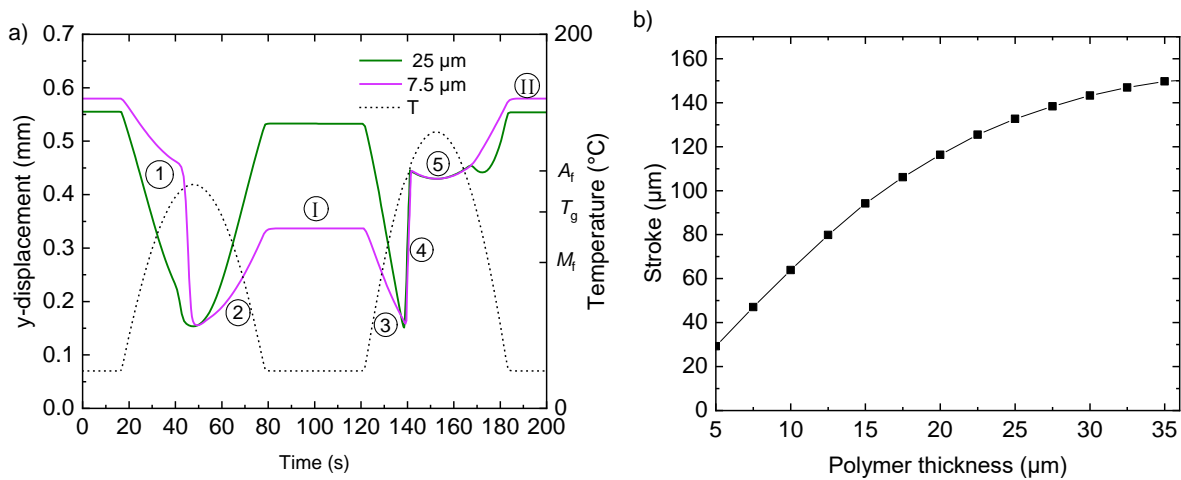 a)
0.7
0.6
0.5
0.4
0.3
0.2
0.1
0.0
y-displacement (mm)
0 20 40 60 80 100 120 140 160 180 200
Time (s)
200
0
Temperature (°C)
Af
Tg
Mf
25 µm
7.5 µm
T
1
2
3
4
5
I
II
b)
160
140
120
100
80
60
40
20
0
Stroke (µm)
5 10 15 20 25 30 35
Polymer thickness (µm)